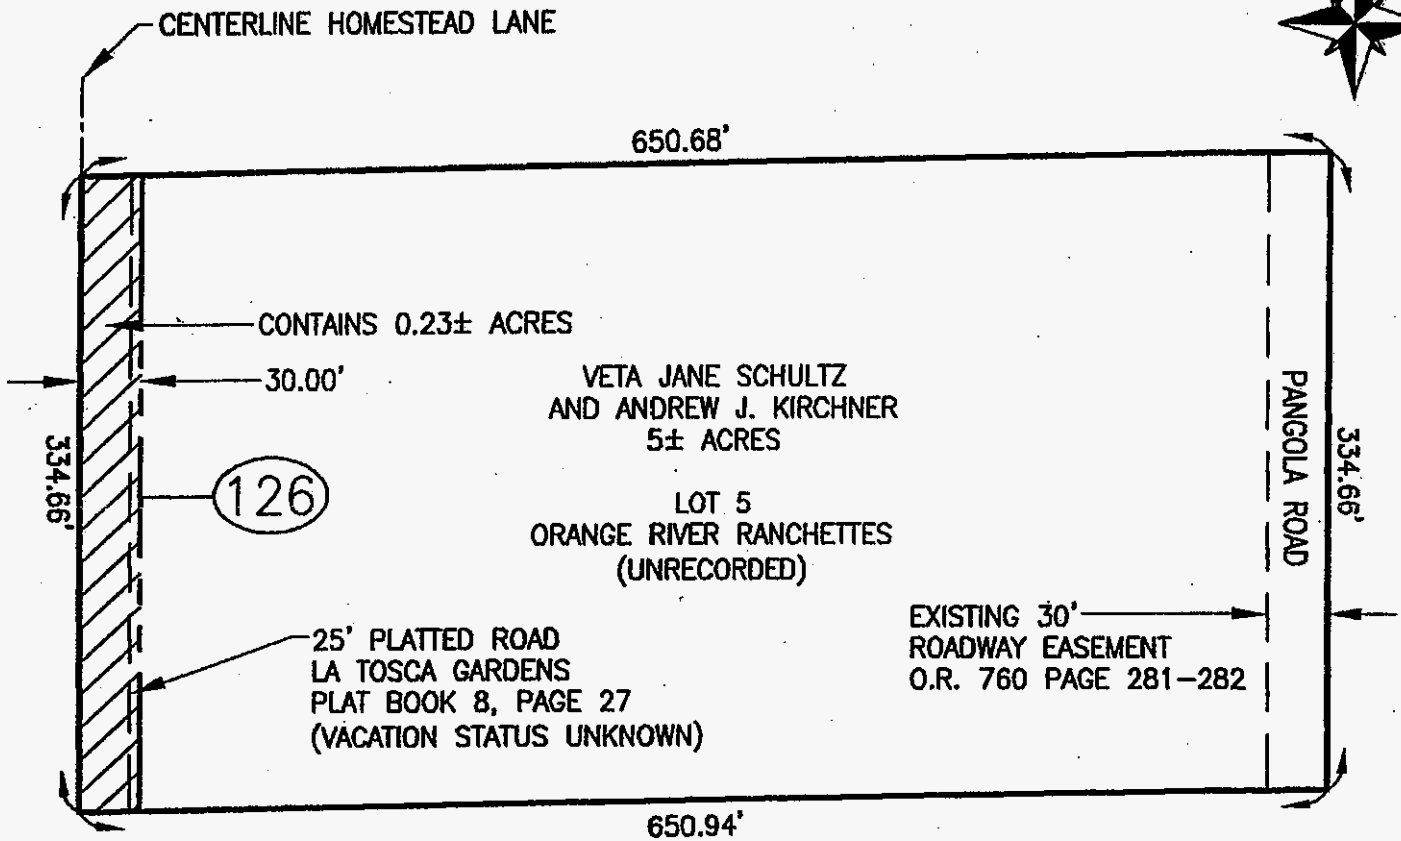 CENTERLINE HOMESTEAD LANE
650.68'
CONTAINS 0.23± ACRES
30.00'
VETA JANE SCHULTZ
AND ANDREW J. KIRCHNER
5± ACRES
334.66'
126
LOT 5
ORANGE RIVER RANCHETTES
(UNRECORDED)
PANGOLA ROAD
334.66'
25' PLATTED ROAD
LA TOSCA GARDENS
PLAT BOOK 8, PAGE 27
(VACATION STATUS UNKNOWN)
EXISTING 30'
ROADWAY EASEMENT
O.R. 760 PAGE 281-282
650.94'